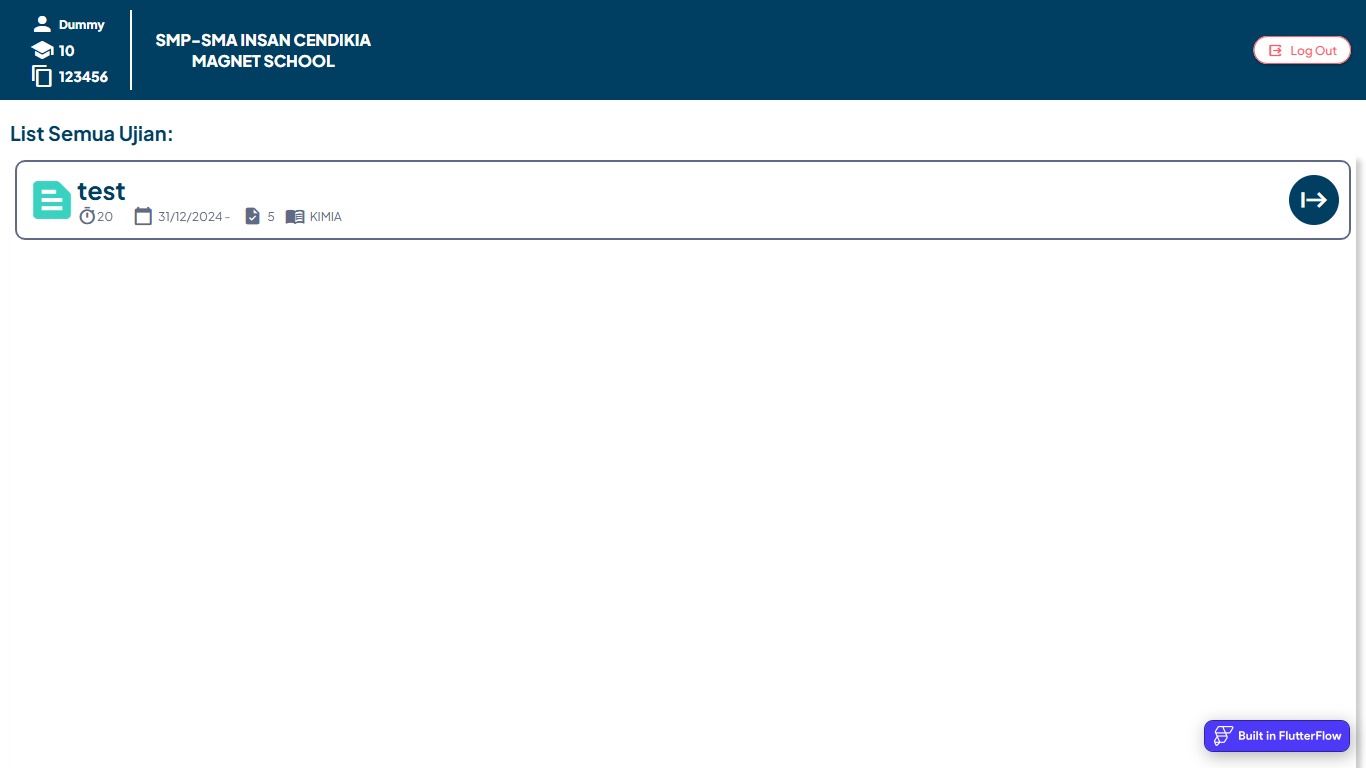 Dummy
10
123456
SMP-SMA INSAN CENDIKIA
MAGNET SCHOOL
Log Out
List Semua Ujian:
test
20 31/12/2024 - 5 KIMIA
Built in FlutterFlow